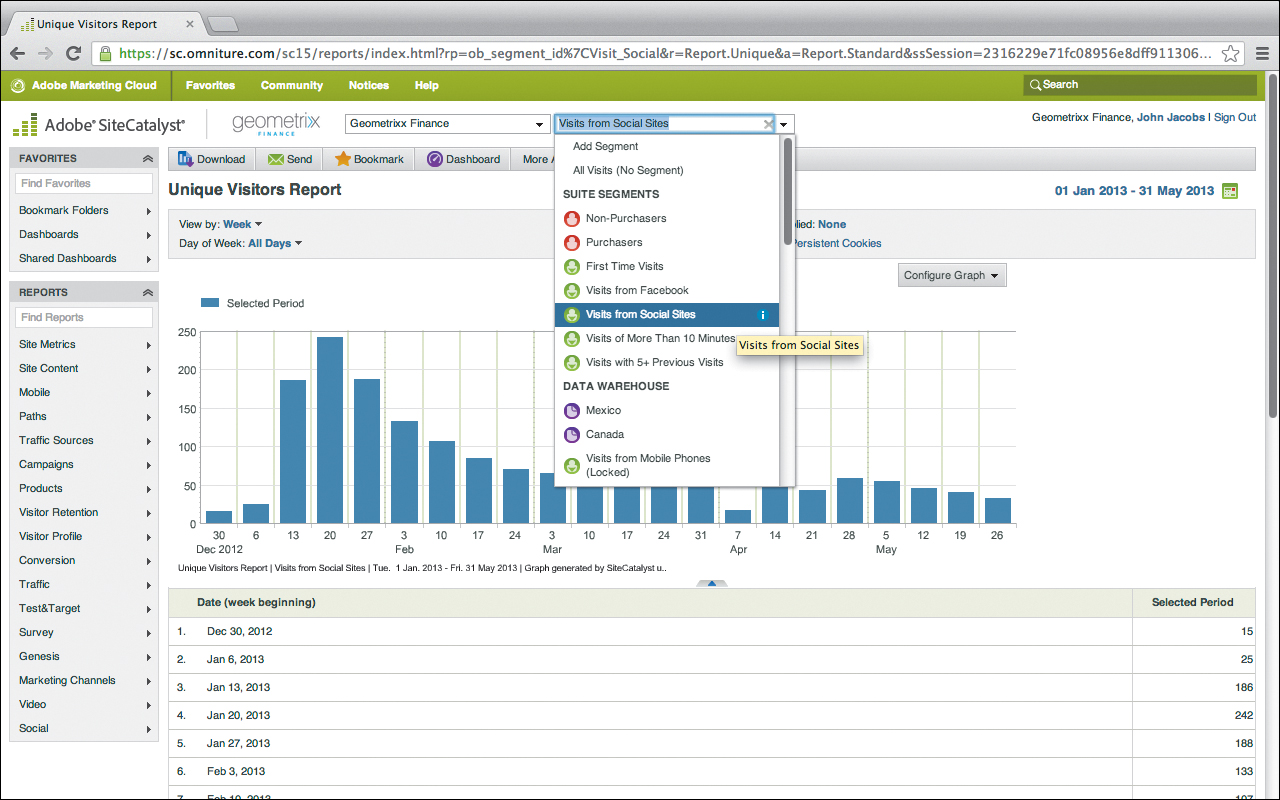 Unique Visitors Report
https://sc.omniture.com/sc15/reports/index.html?rp=ob_segment_id%7CVisit_Social&r=Report.Unique&a=Report.Standard&ssSession=2316229e71fc08956e8dff911306...
Adobe Marketing Cloud Favorites Community Notices Help Search
Adobe® SiteCatalyst® geometrixx FINANCE Geometrixx Finance Visits from Social Sites Geometrixx Finance, John Jacobs | Sign Out
FAVORITES
Find Favorites
Bookmark Folders
Dashboards
Shared Dashboards
REPORTS
Find Reports
Site Metrics
Site Content
Mobile
Paths
Traffic Sources
Campaigns
Products
Visitor Retention
Visitor Profile
Conversion
Traffic
Test&Target
Survey
Genesis
Marketing Channels
Video
Social
Download Send Bookmark Dashboard More
Unique Visitors Report 01 Jan 2013 - 31 May 2013
View by: Week
Day of Week: All Days
None
Persistent Cookies
Configure Graph
Add Segment
All Visits (No Segment)
SUITE SEGMENTS
Non-Purchasers
Purchasers
First Time Visits
Visits from Facebook
Visits from Social Sites i
Visits of More Than 10 Minutes
Visits from Social Sites
Visits with 5+ Previous Visits
DATA WAREHOUSE
Mexico
Canada
Visits from Mobile Phones
(Locked)
Selected Period
250
200
150
100
50
0
30 6 13 20 27 3 10 17 24 3 10 17 24 31 7 14 21 28 5 12 19 26
Dec 2012 Feb Mar Apr May
Unique Visitors Report | Visits from Social Sites | Tue. 1 Jan. 2013 - Fri. 31 May 2013 | Graph generated by SiteCatalyst u..
Date (week beginning) Selected Period
1. Dec 30, 2012 15
2. Jan 6, 2013 25
3. Jan 13, 2013 186
4. Jan 20, 2013 242
5. Jan 27, 2013 188
6. Feb 3, 2013 133
7. Feb 10, 2013 107